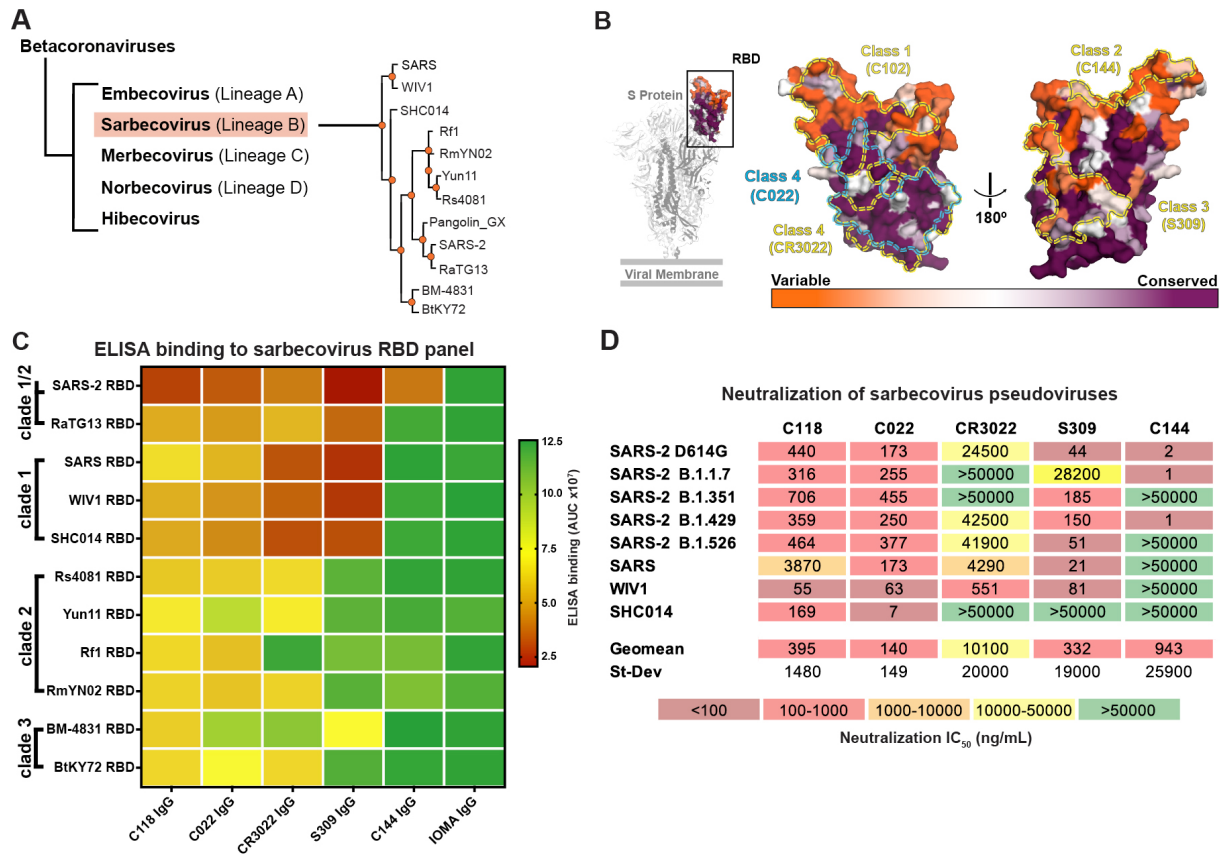 A
Betacoronaviruses
Embecovirus (Lineage A)
Sarbecovirus (Lineage B)
Merbecovirus (Lineage C)
Norbecovirus (Lineage D)
Hibecovirus
SARS
WIV1
SHC014
Rf1
RmYN02
Yun11
Rs4081
Pangolin_GX
SARS-2
RaTG13
BM-4831
BtKY72
B
RBD
S Protein
Viral Membrane
Class 1
(C102)
Class 2
(C144)
Class 4
(C022)
Class 4
(CR3022)
180º
Class 3
(S309)
Variable
Conserved
C
ELISA binding to sarbecovirus RBD panel
clade 1/2
SARS-2 RBD
RaTG13 RBD
clade 1
SARS RBD
WIV1 RBD
SHC014 RBD
clade 2
Rs4081 RBD
Yun11 RBD
Rf1 RBD
RmYN02 RBD
clade 3
BM-4831 RBD
BtKY72 RBD
C118 IgG
C022 IgG
CR3022 IgG
S309 IgG
C144 IgG
IOMA IgG
12.5
10.0
7.5
5.0
2.5
ELISA binding (AUC x10⁷)
D
Neutralization of sarbecovirus pseudoviruses
C118 C022 CR3022 S309 C144
SARS-2 D614G 440 173 24500 44 2
SARS-2 B.1.1.7 316 255 >50000 28200 1
SARS-2 B.1.351 706 455 >50000 185 >50000
SARS-2 B.1.429 359 250 42500 150 1
SARS-2 B.1.526 464 377 41900 51 >50000
SARS 3870 173 4290 21 >50000
WIV1 55 63 551 81 >50000
SHC014 169 7 >50000 >50000 >50000
Geomean 395 140 10100 332 943
St-Dev 1480 149 20000 19000 25900
<100 100-1000 1000-10000 10000-50000 >50000
Neutralization IC₅₀ (ng/mL)